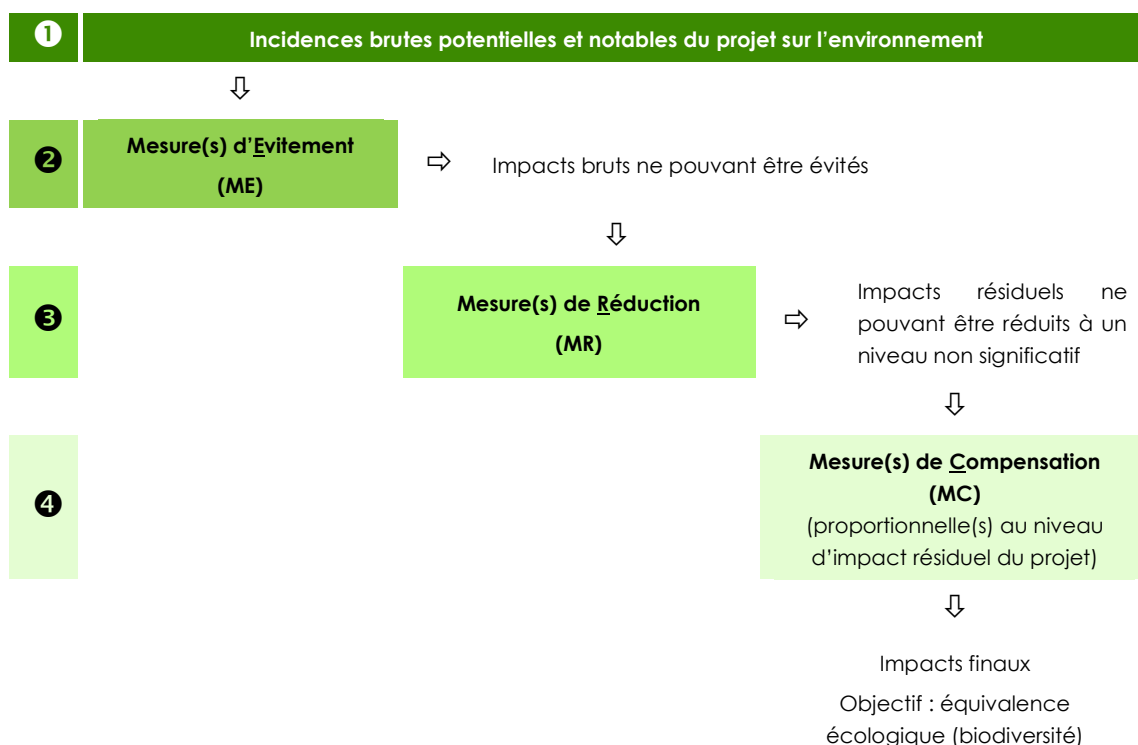 ❶ Incidences brutes potentielles et notables du projet sur l'environnement
⇩
❷ Mesure(s) d'Evitement
(ME)
⇨ Impacts bruts ne pouvant être évités
⇩
❸ Mesure(s) de Réduction
(MR)
⇨ Impacts résiduels ne
pouvant être réduits à un
niveau non significatif
⇩
❹ Mesure(s) de Compensation
(MC)
(proportionnelle(s) au niveau
d'impact résiduel du projet)
⇩
Impacts finaux
Objectif : équivalence
écologique (biodiversité)